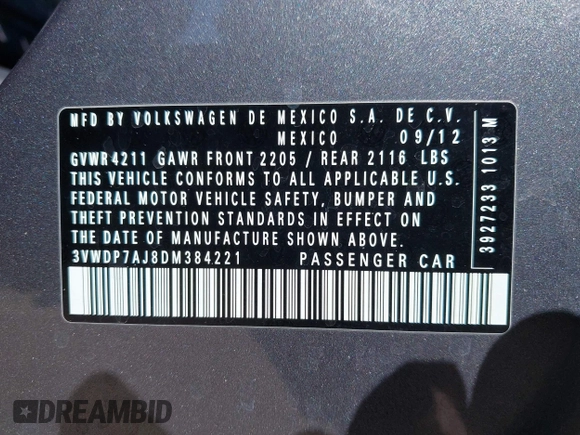 MFD BY VOLKSWAGEN DE MEXICO S.A. DE C.V.
MEXICO 09/12
GVWR 4211 GAWR FRONT 2205 / REAR 2116 LBS
THIS VEHICLE CONFORMS TO ALL APPLICABLE U.S.
FEDERAL MOTOR VEHICLE SAFETY, BUMPER AND
THEFT PREVENTION STANDARDS IN EFFECT ON
THE DATE OF MANUFACTURE SHOWN ABOVE.
3VWDP7AJ8DM384221 PASSENGER CAR
3927233 1013 M
DREAMBID